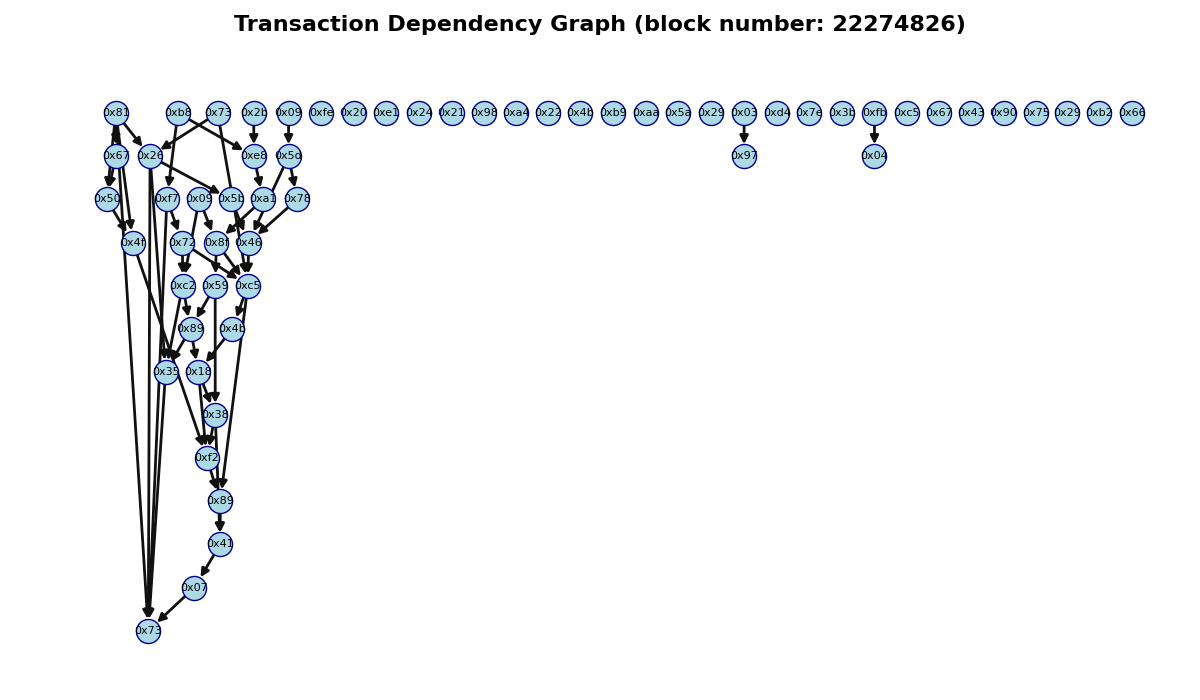 Transaction Dependency Graph (block number: 22274826)
0x81 0xb8 0x73 0x2b 0x09 0xfe 0x20 0xe1 0x24 0x21 0x98 0xa4 0x22 0x4b 0xb9 0xaa 0x5a 0x29 0x03 0xd4 0x7e 0x3b 0xfb 0xc5 0x67 0x43 0x90 0x75 0x29 0xb2 0x66
0x67 0x26 0xe8 0x5d 0x97 0x04
0x50 0xf7 0x09 0x5b 0xa1 0x78
0x4f 0x72 0x8f 0x46
0xc2 0x59 0xc5
0x89 0x4b
0x35 0x18
0x38
0xf2
0x89
0x41
0x07
0x73